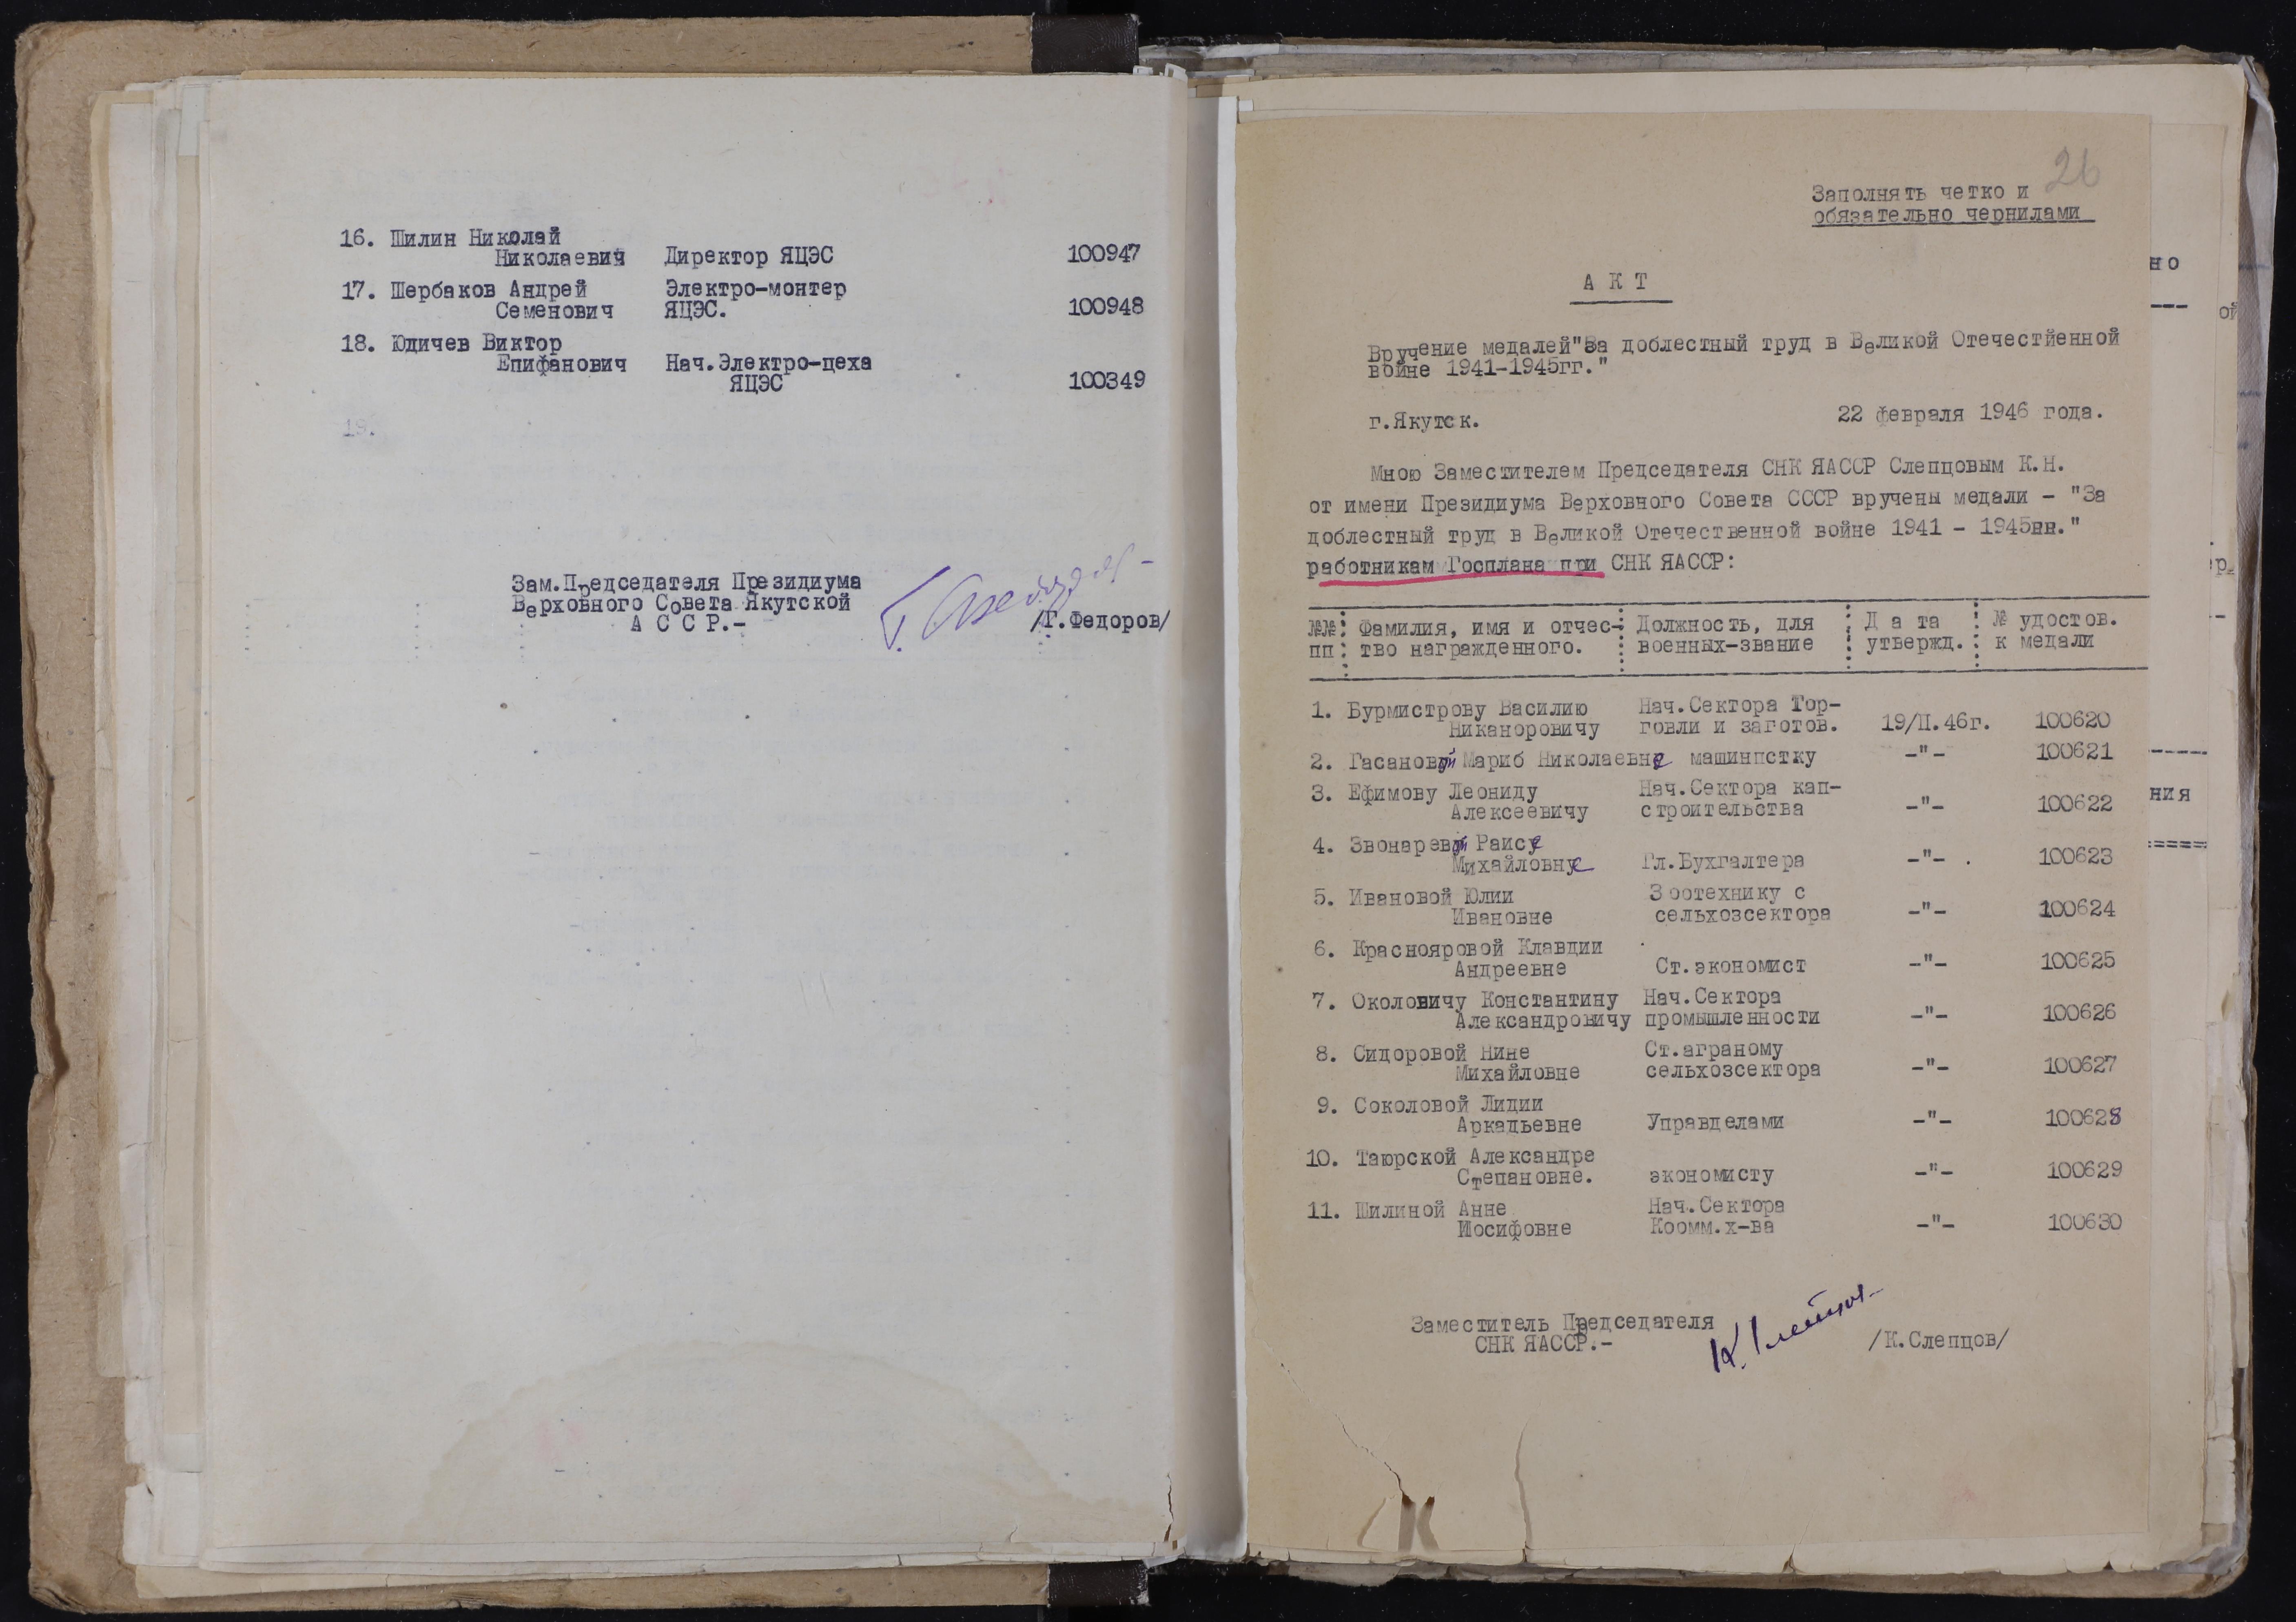 16. Шилин Николай
Николаевич Директор ЯЦЭС 100947
17. Щербаков Андрей Электро-монтер
Семенович ЯЦЭС. 100948
18. Юдичев Виктор
Епифанович Нач.Электро-цеха
ЯЦЭС 100349
19.
Зам.Председателя Президиума
Верховного Совета Якутской
А С С Р.- /Г.Федоров/
26
Заполнять четко и
обязательно чернилами
А К Т
Вручение медалей"За доблестный труд в Великой Отечестйенной
войне 1941-1945гг."
г.Якутск. 22 февраля 1946 года.
Мною Заместителем Председателя СНК ЯАССР Слепцовым К.Н.
от имени Президиума Верховного Совета СССР вручены медали - "За
доблестный труд в Великой Отечественной войне 1941 - 1945нн."
работникам Госплана при СНК ЯАССР:
№№ Фамилия, имя и отчес- Должность, для Д а та № удостов.
пп тво награжденного. военных-звание утвержд. к медали
1. Бурмистрову Василию Нач.Сектора Тор-
Никаноровичу говли и заготов. 19/II.46г. 100620
2. Гасановой Мариб Николаевне машинистку -"- 100621
3. Ефимову Леониду Нач.Сектора кап-
Алексеевичу строительства -"- 100622
4. Звонаревой Раисе
Михайловне Гл.Бухгалтера -"- . 100623
5. Ивановой Юлии Зоотехнику с
Ивановне сельхозсектора -"- 100624
6. Краснояровой Клавдии
Андреевне Ст.экономист -"- 100625
7. Околовичу Константину Нач.Сектора
Александровичу промышленности -"- 100626
8. Сидоровой Нине Ст.аграному
Михайловне сельхозсектора -"- 100627
9. Соколовой Лидии
Аркадьевне Управделами -"- 100628
10. Таюрской Александре
Степановне. экономисту -"- 100629
11. Шилиной Анне Нач.Сектора
Иосифовне Коомм.х-ва -"- 100630
Заместитель Председателя
СНК ЯАССР.- К. Слепцов /К.Слепцов/